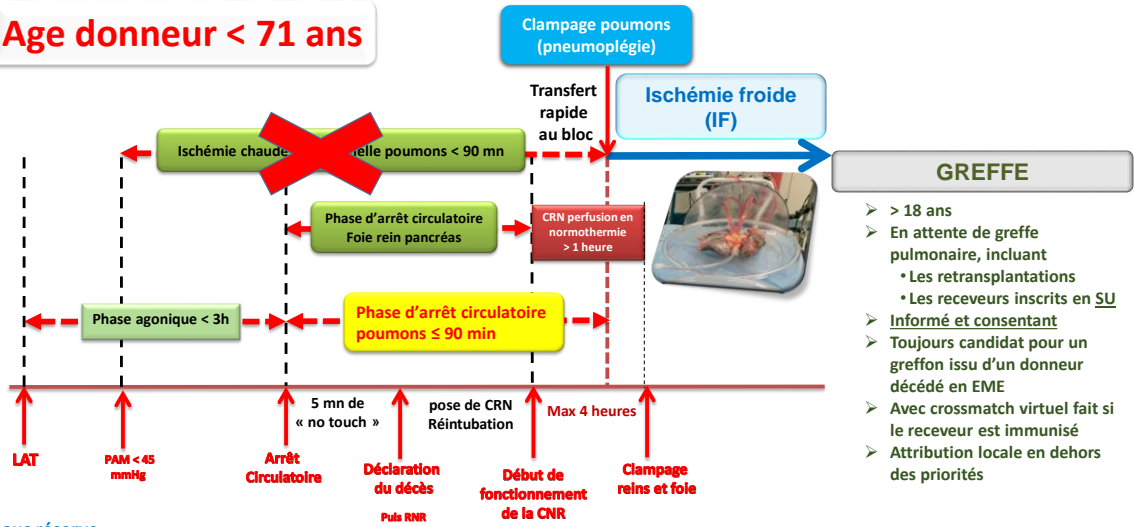 Age donneur < 71 ans
Clampage poumons
(pneumoplégie)
Transfert
rapide
au bloc
Ischémie froide
(IF)
Ischémie chaude elle poumons < 90 mn
GREFFE
Phase d'arrêt circulatoire
Foie rein pancréas
CRN perfusion en
normothermie
> 1 heure
➢ > 18 ans
➢ En attente de greffe
pulmonaire, incluant
• Les retransplantations
• Les receveurs inscrits en SU
➢ Informé et consentant
➢ Toujours candidat pour un
greffon issu d'un donneur
décédé en EME
➢ Avec crossmatch virtuel fait si
le receveur est immunisé
➢ Attribution locale en dehors
des priorités
Phase agonique < 3h
Phase d'arrêt circulatoire
poumons ≤ 90 min
5 mn de
« no touch »
pose de CRN
Réintubation
Max 4 heures
LAT
PAM < 45
mmHg
Arrêt
Circulatoire
Déclaration
du décès
Puis RNR
Début de
fonctionnement
de la CNR
Clampage
reins et foie